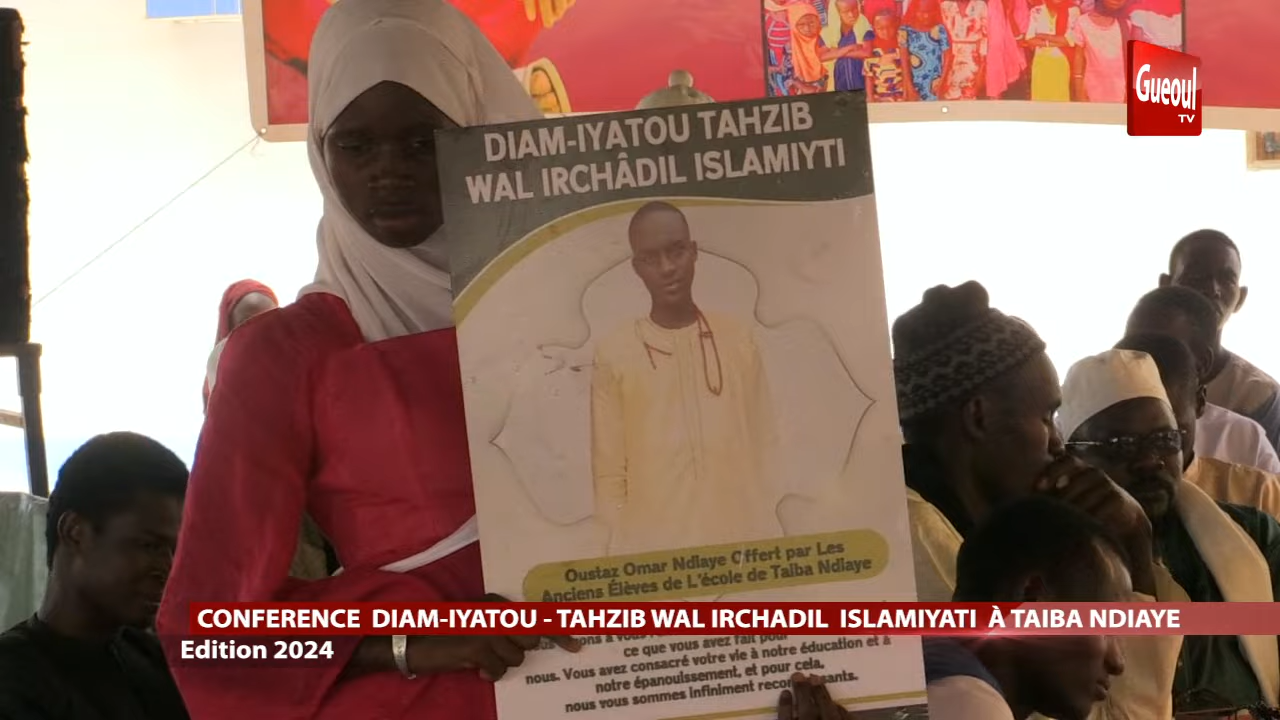 Gueoul
TV
DIAM-IYATOU TAHZIB
WAL IRCHÂDIL ISLAMIYTI
Oustaz Omar Ndiaye Offert par Les
Anciens Élèves de L'école de Taiba Ndiaye
CONFERENCE DIAM-IYATOU - TAHZIB WAL IRCHADIL ISLAMIYATI À TAIBA NDIAYE
Edition 2024
ce que vous avez fait pour
nous. Vous avez consacré votre vie à notre éducation et à
notre épanouissement, et pour cela,
nous vous sommes infiniment reconnaissants.